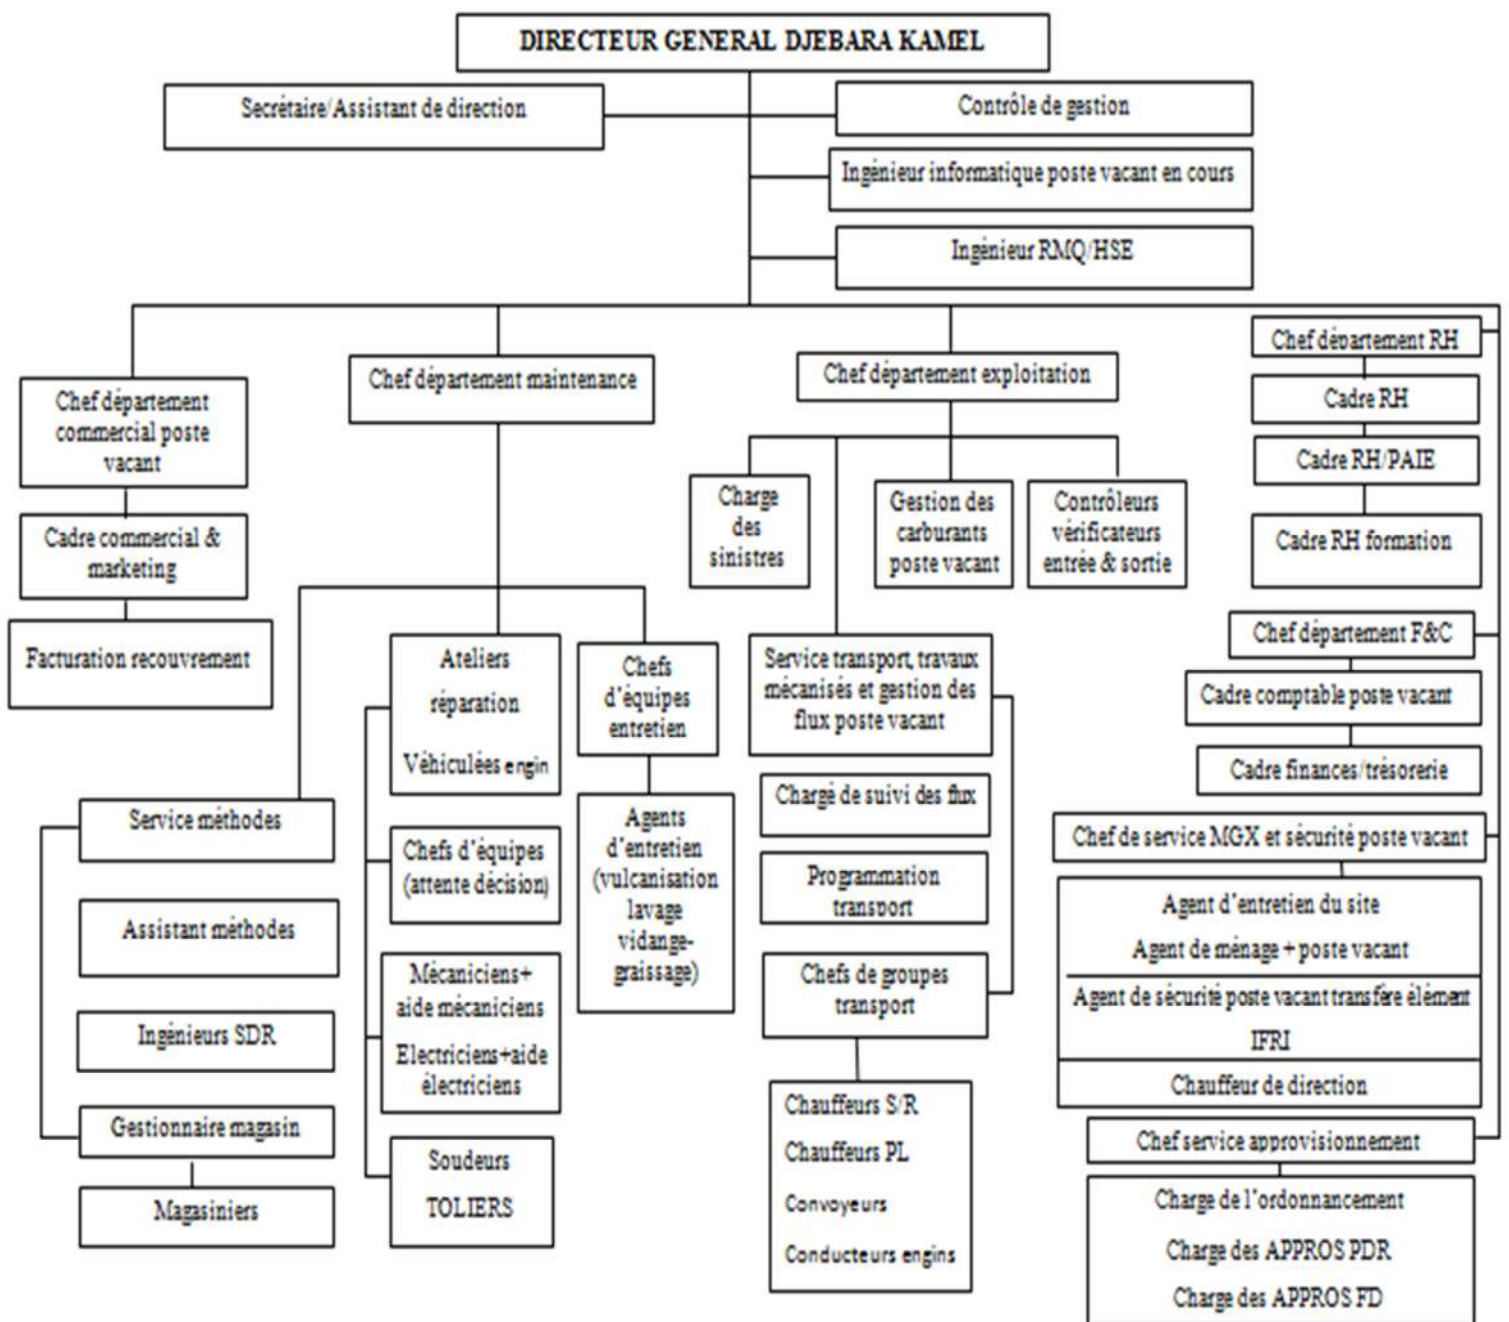 DIRECTEUR GENERAL DJEBARA KAMEL
Secrétaire/Assistant de direction
Contrôle de gestion
Ingénieur informatique poste vacant en cours
Ingénieur RMQ/HSE
Chef département
commercial poste
vacant
Cadre commercial &
marketing
Facturation recouvrement
Chef département maintenance
Service méthodes
Assistant méthodes
Ingénieurs SDR
Gestionnaire magasin
Magasiniers
Ateliers
réparation
Véhiculées engin
Chefs d'équipes
(attente décision)
Mécaniciens+
aide mécaniciens
Electriciens+aide
électriciens
Soudeurs
TOLIERS
Chefs
d'équipes
entretien
Agents
d'entretien
(vulcanisation
lavage
vidange-
graissage)
Chef département exploitation
Charge
des
sinistres
Gestion des
carburants
poste vacant
Contrôleurs
vérificateurs
entrée & sortie
Service transport, travaux
mécanisés et gestion des
flux poste vacant
Chargé de suivi des flux
Programmation
transport
Chefs de groupes
transport
Chauffeurs S/R
Chauffeurs PL
Convoyeurs
Conducteurs engins
Chef département RH
Cadre RH
Cadre RH/PAIE
Cadre RH formation
Chef département F&C
Cadre comptable poste vacant
Cadre finances/trésorerie
Chef de service MGX et sécurité poste vacant
Agent d'entretien du site
Agent de ménage + poste vacant
Agent de sécurité poste vacant transfère élément
IFRI
Chauffeur de direction
Chef service approvisionnement
Charge de l'ordonnancement
Charge des APPROS PDR
Charge des APPROS FD